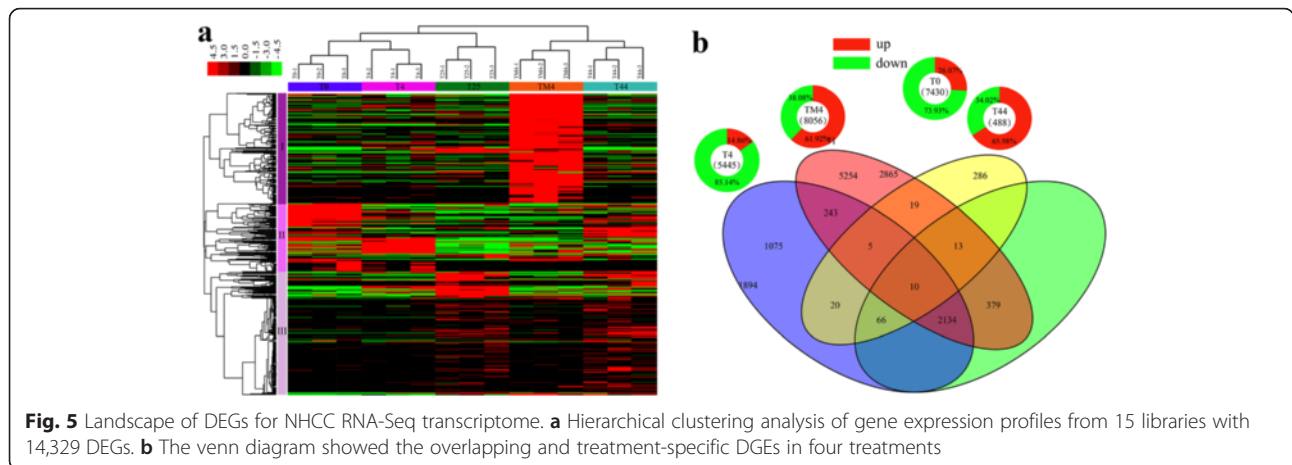 a
4.5
3.0
1.5
0.0
-1.5
-3.0
-4.5
T0
T4
T25
TM4
T44
I
II
III
b
up
down
T4
(5445)
14.86%
85.14%
TM4
(8056)
38.08%
61.92%
T0
(7430)
26.07%
73.93%
T44
(488)
34.02%
65.98%
5254
2865
286
243
19
1075
5
13
1894
10
20
379
66
2134
Fig. 5 Landscape of DEGs for NHCC RNA-Seq transcriptome. a Hierarchical clustering analysis of gene expression profiles from 15 libraries with
14,329 DEGs. b The venn diagram showed the overlapping and treatment-specific DGEs in four treatments